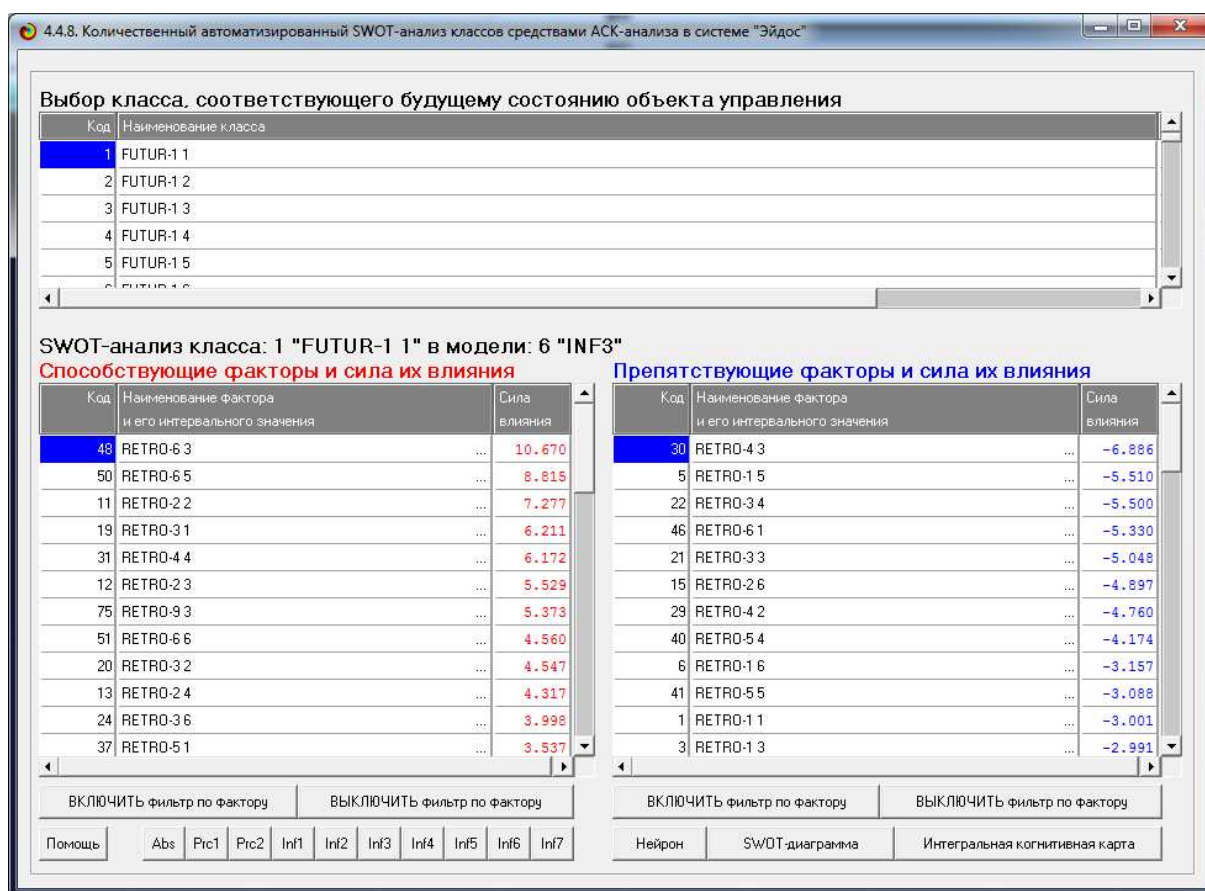 4.4.8. Количественный автоматизированный SWOT-анализ классов средствами АСК-анализа в системе "Эйдос"
Выбор класса, соответствующего будущему состоянию объекта управления
Код Наименование класса
1 FUTUR-1 1
2 FUTUR-1 2
3 FUTUR-1 3
4 FUTUR-1 4
5 FUTUR-1 5
SWOT-анализ класса: 1 "FUTUR-1 1" в модели: 6 "INF3"
Способствующие факторы и сила их влияния
Код Наименование фактора и его интервального значения Сила влияния
48 RETRO-6 3 ... 10.670
50 RETRO-6 5 ... 8.815
11 RETRO-2 2 ... 7.277
19 RETRO-3 1 ... 6.211
31 RETRO-4 4 ... 6.172
12 RETRO-2 3 ... 5.529
75 RETRO-9 3 ... 5.373
51 RETRO-6 6 ... 4.560
20 RETRO-3 2 ... 4.547
13 RETRO-2 4 ... 4.317
24 RETRO-3 6 ... 3.998
37 RETRO-5 1 ... 3.537
ВКЛЮЧИТЬ фильтр по фактору ВЫКЛЮЧИТЬ фильтр по фактору
Препятствующие факторы и сила их влияния
Код Наименование фактора и его интервального значения Сила влияния
30 RETRO-4 3 ... -6.886
5 RETRO-1 5 ... -5.510
22 RETRO-3 4 ... -5.500
46 RETRO-6 1 ... -5.330
21 RETRO-3 3 ... -5.048
15 RETRO-2 6 ... -4.897
29 RETRO-4 2 ... -4.760
40 RETRO-5 4 ... -4.174
6 RETRO-1 6 ... -3.157
41 RETRO-5 5 ... -3.088
1 RETRO-1 1 ... -3.001
3 RETRO-1 3 ... -2.991
ВКЛЮЧИТЬ фильтр по фактору ВЫКЛЮЧИТЬ фильтр по фактору
Помощь Abs Prc1 Prc2 Inf1 Inf2 Inf3 Inf4 Inf5 Inf6 Inf7 Нейрон SWOT-диаграмма Интегральная когнитивная карта